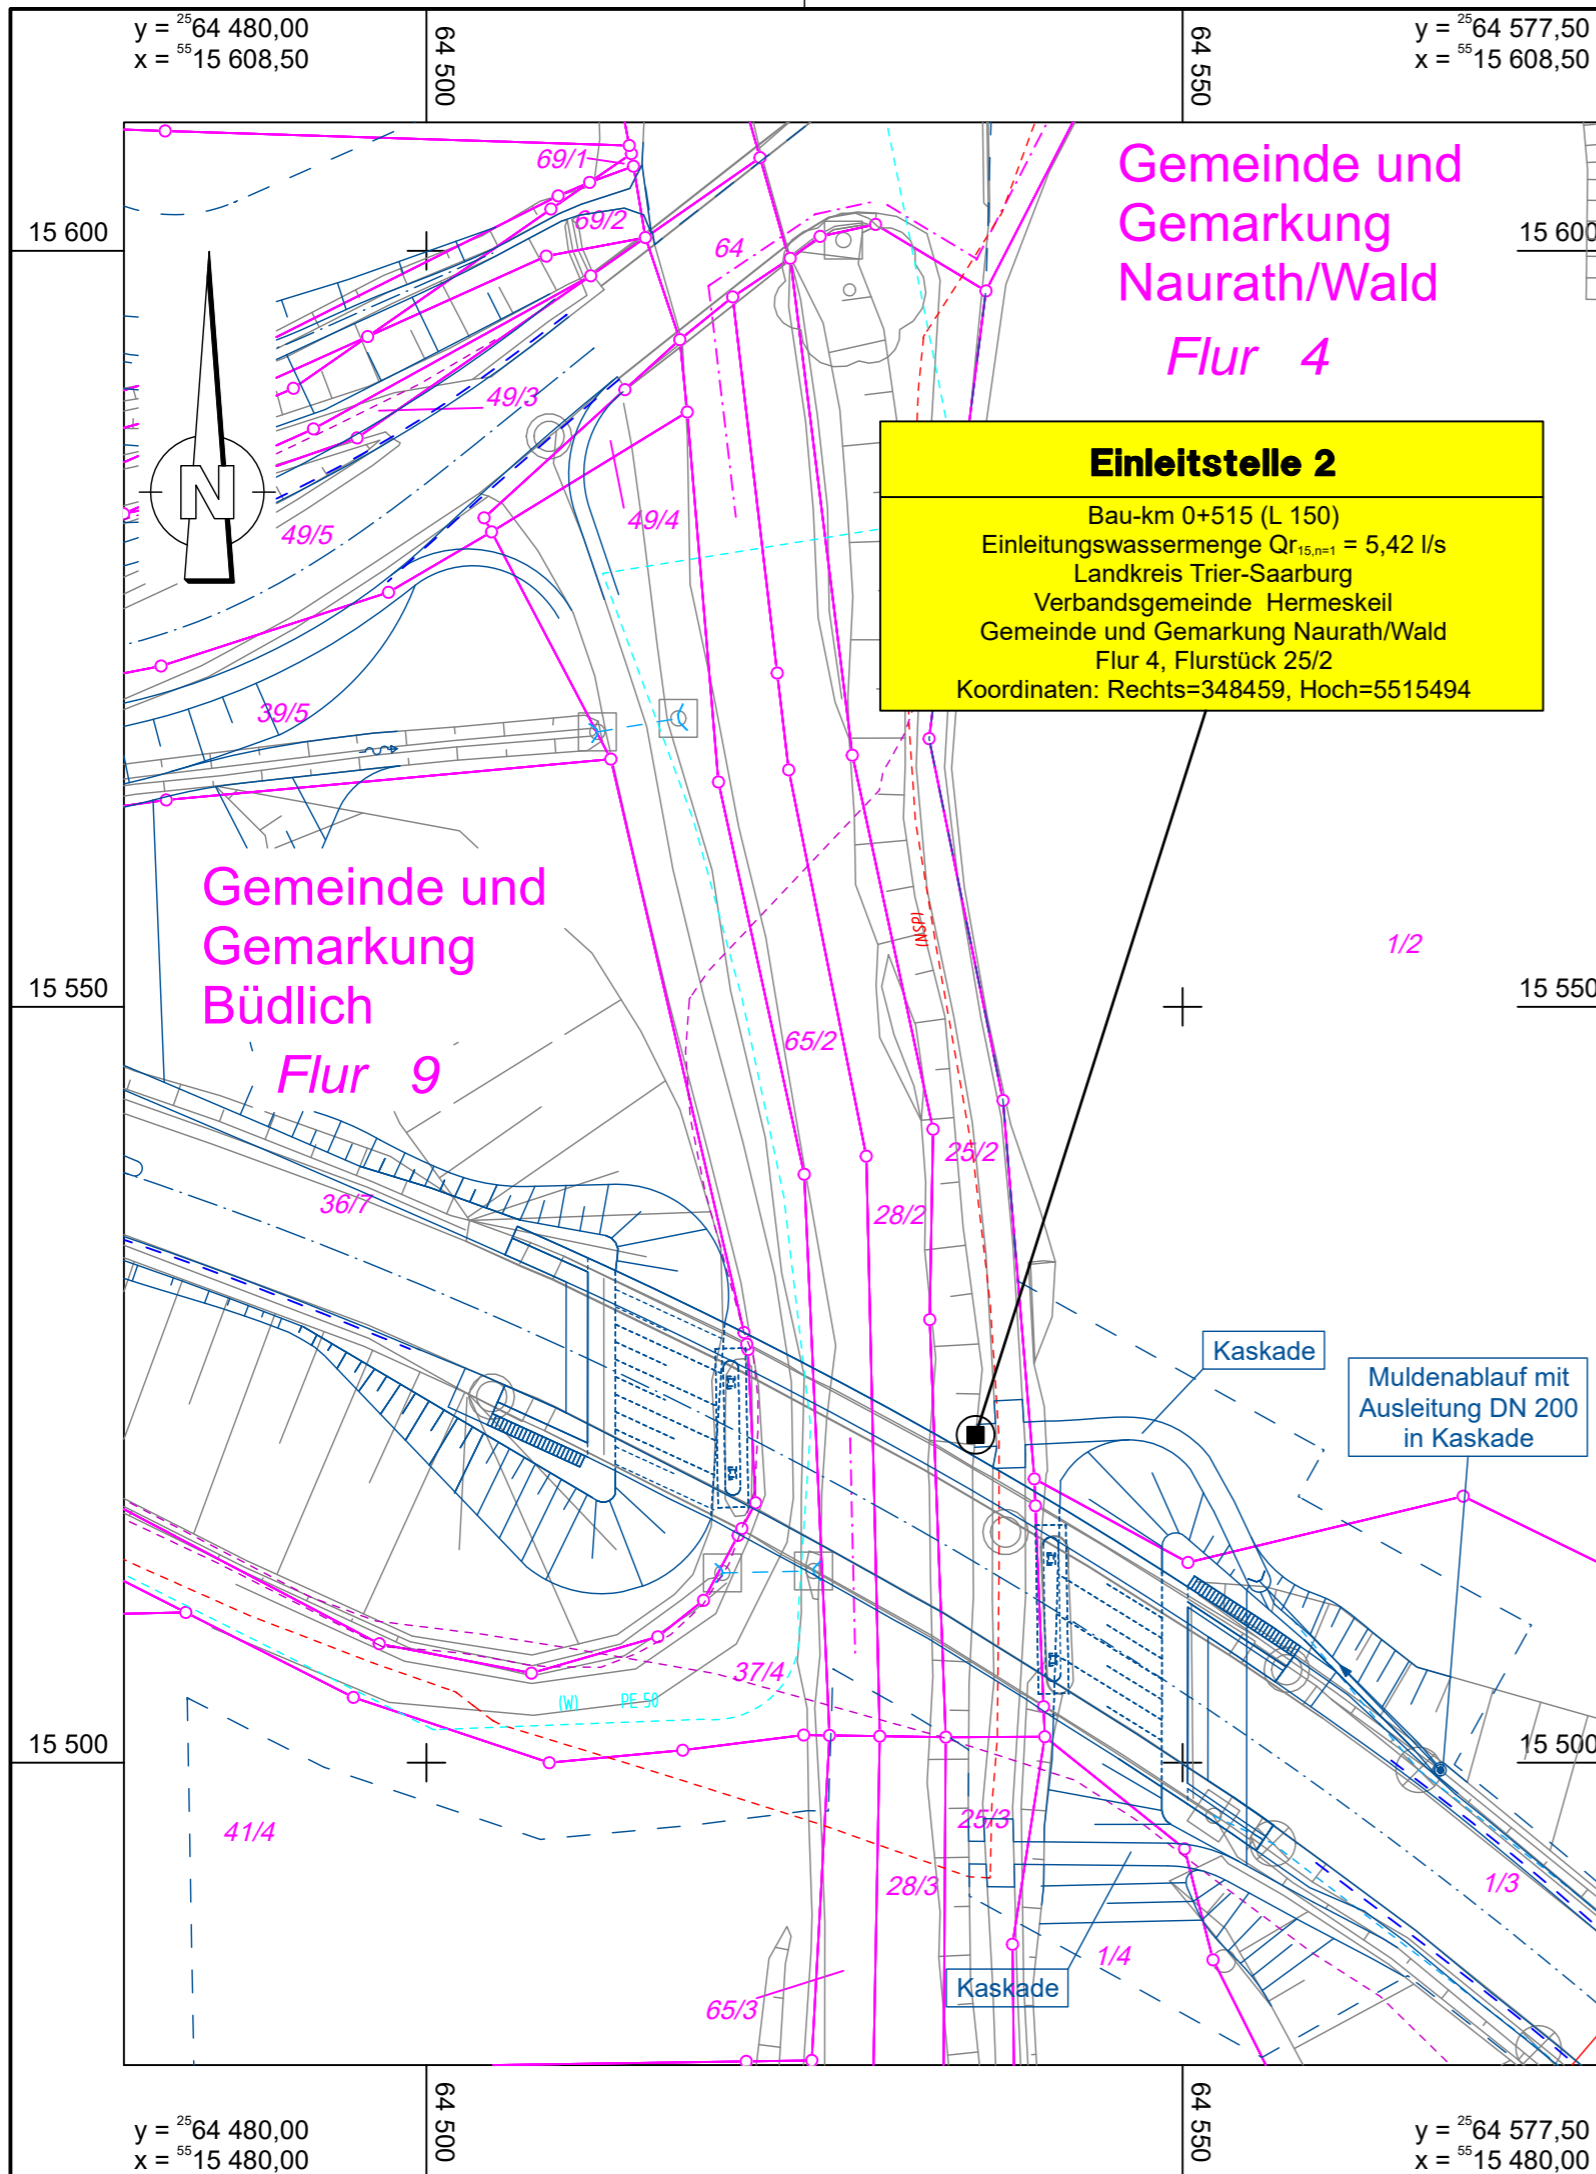 y = ²⁵64 480,00
x = ⁵⁵15 608,50
64 500
64 550
y = ²⁵64 577,50
x = ⁵⁵15 608,50
Gemeinde und
Gemarkung
Naurath/Wald
Flur 4
69/1
69/2
64
15 600
15 600
49/3
N
49/5
49/4
Einleitstelle 2
Bau-km 0+515 (L 150)
Einleitungswassermenge Qr15,n=1 = 5,42 l/s
Landkreis Trier-Saarburg
Verbandsgemeinde Hermeskeil
Gemeinde und Gemarkung Naurath/Wald
Flur 4, Flurstück 25/2
Koordinaten: Rechts=348459, Hoch=5515494
39/5
Gemeinde und
Gemarkung
Büdlich
Flur 9
(NSP)
1/2
15 550
15 550
65/2
25/2
36/7
28/2
Kaskade
Muldenablauf mit
Ausleitung DN 200
in Kaskade
37/4
(W) PE 50
15 500
15 500
41/4
25/3
28/3
1/3
1/4
Kaskade
65/3
64 500
64 550
y = ²⁵64 480,00
x = ⁵⁵15 480,00
y = ²⁵64 577,50
x = ⁵⁵15 480,00